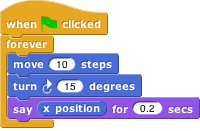 when clicked
forever
move 10 steps
turn 15 degrees
say x position for 0.2 secs